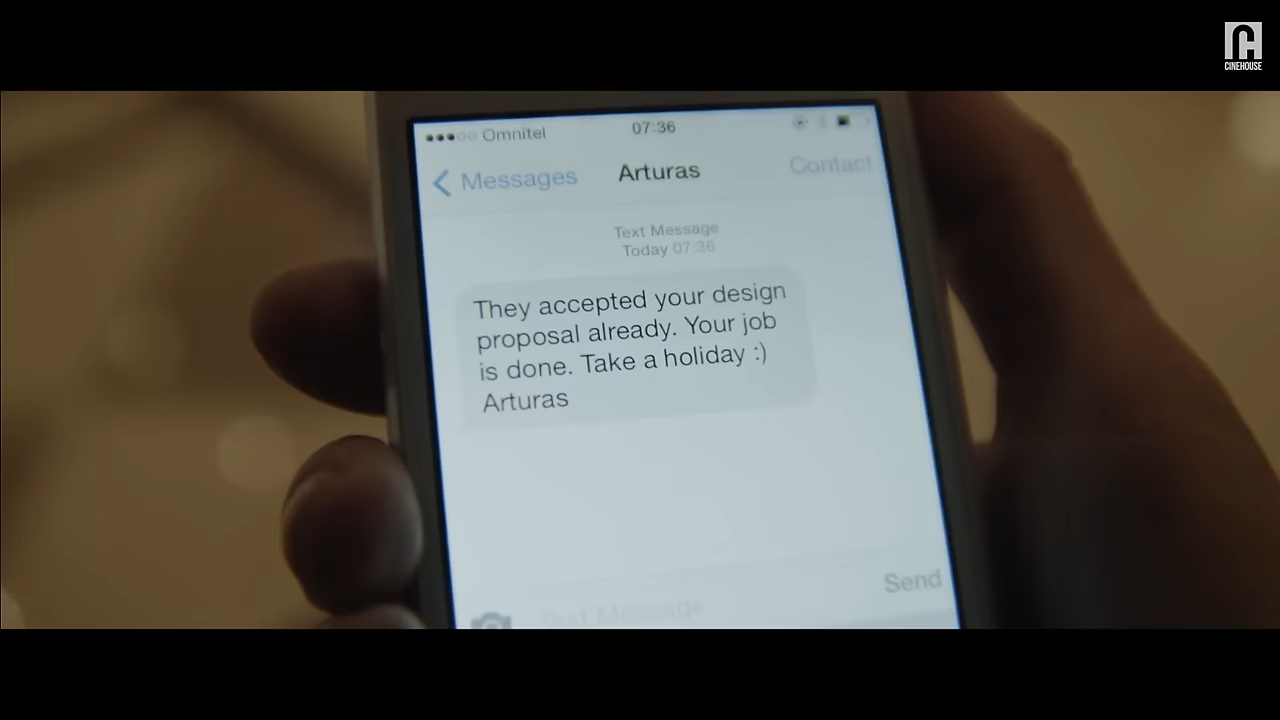 CINEHOUSE
Omnitel 07:36
Messages Arturas Contact
Text Message
Today 07:36
They accepted your design
proposal already. Your job
is done. Take a holiday :)
Arturas
Text Message Send